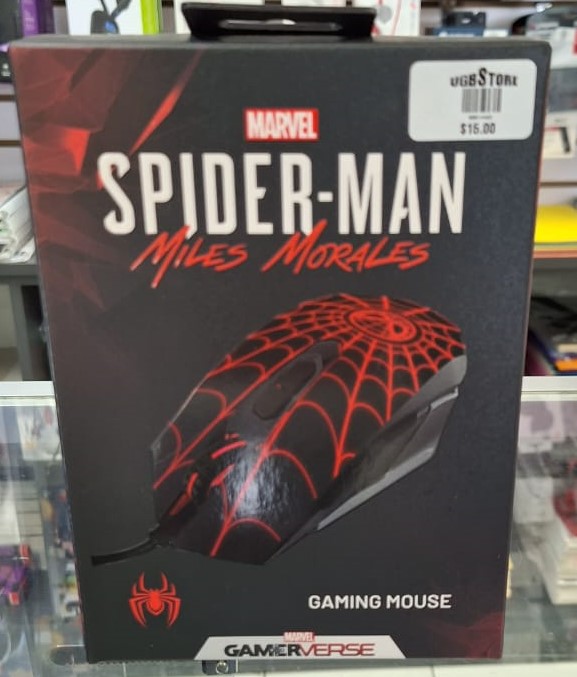 UGBSTORE
$15.00
MARVEL
SPIDER-MAN
MILES MORALES
GAMING MOUSE
MARVEL
GAMERVERSE